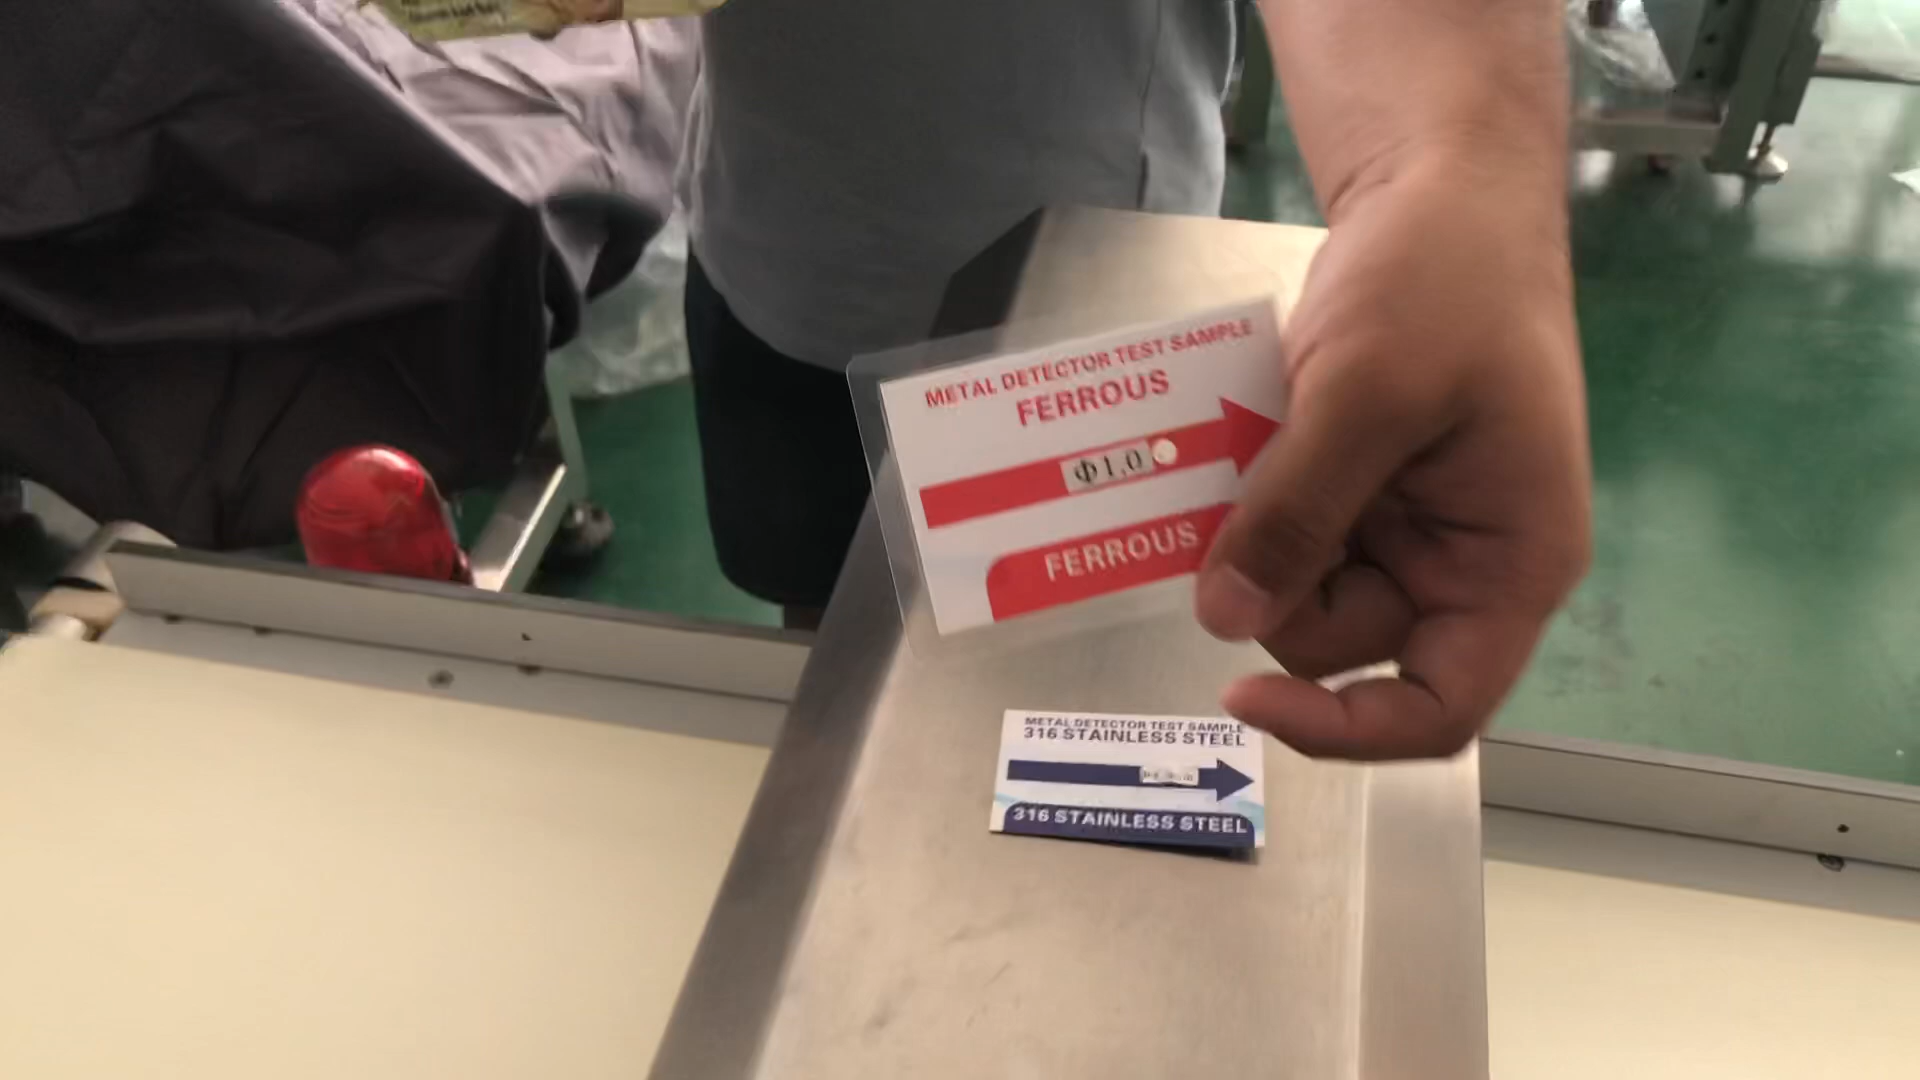 METAL DETECTOR TEST SAMPLE
FERROUS
Φ1.0
FERROUS
METAL DETECTOR TEST SAMPLE
316 STAINLESS STEEL
316 STAINLESS STEEL